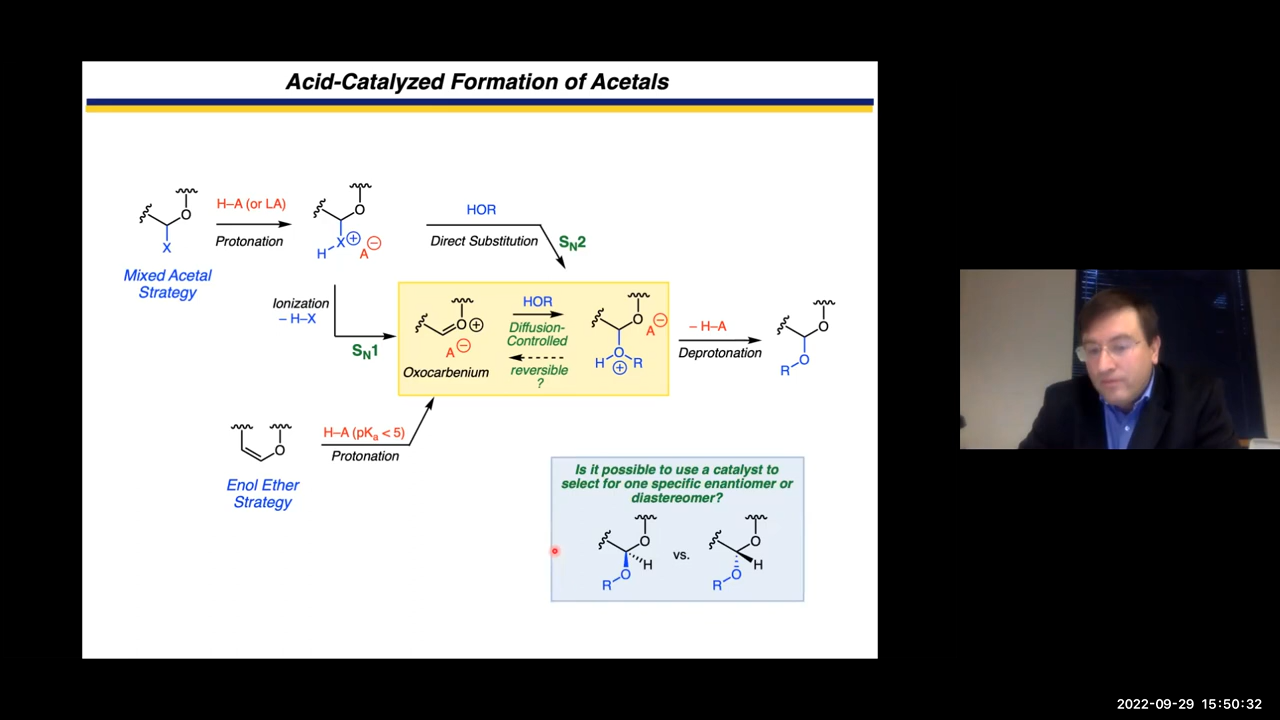 Acid-Catalyzed Formation of Acetals
H–A (or LA)
Protonation
O
X
Mixed Acetal
Strategy
O
H
X
⊕
A
⊖
HOR
Direct Substitution
SN2
Ionization
– H–X
SN1
O
⊕
A
⊖
Oxocarbenium
HOR
Diffusion-
Controlled
reversible
?
O
A
⊖
H
O
R
⊕
– H–A
Deprotonation
O
O
R
O
Enol Ether
Strategy
H–A (pKa < 5)
Protonation
Is it possible to use a catalyst to
select for one specific enantiomer or
diastereomer?
O
H
O
R
vs.
O
H
O
R
2022-09-29 15:50:32